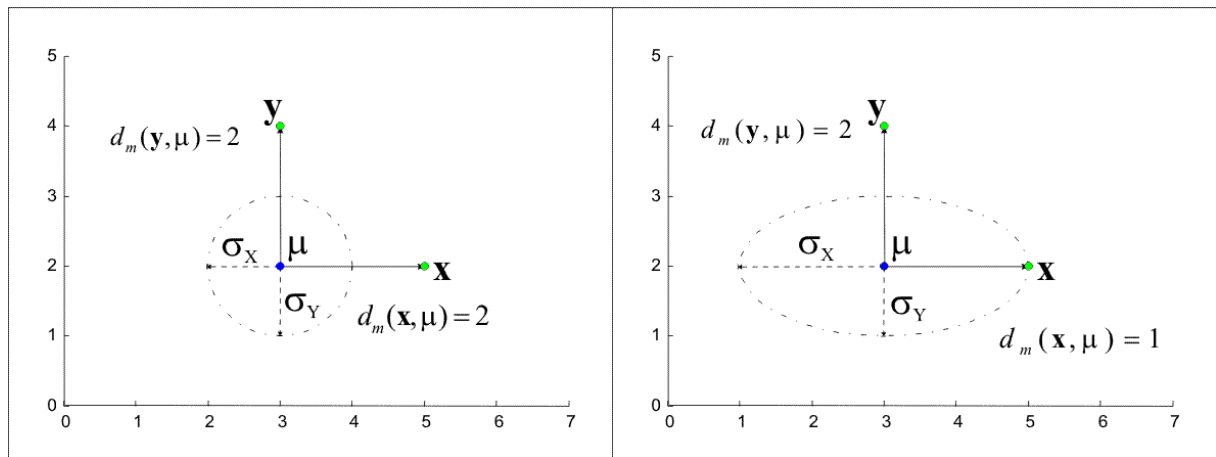 5
4
3
2
1
0
0 1 2 3 4 5 6 7
y
d_m(y,μ)=2
σ_X
μ
x
σ_Y
d_m(x,μ)=2
5
4
3
2
1
0
0 1 2 3 4 5 6 7
y
d_m(y,μ) = 2
σ_X
μ
x
σ_Y
d_m(x,μ) = 1